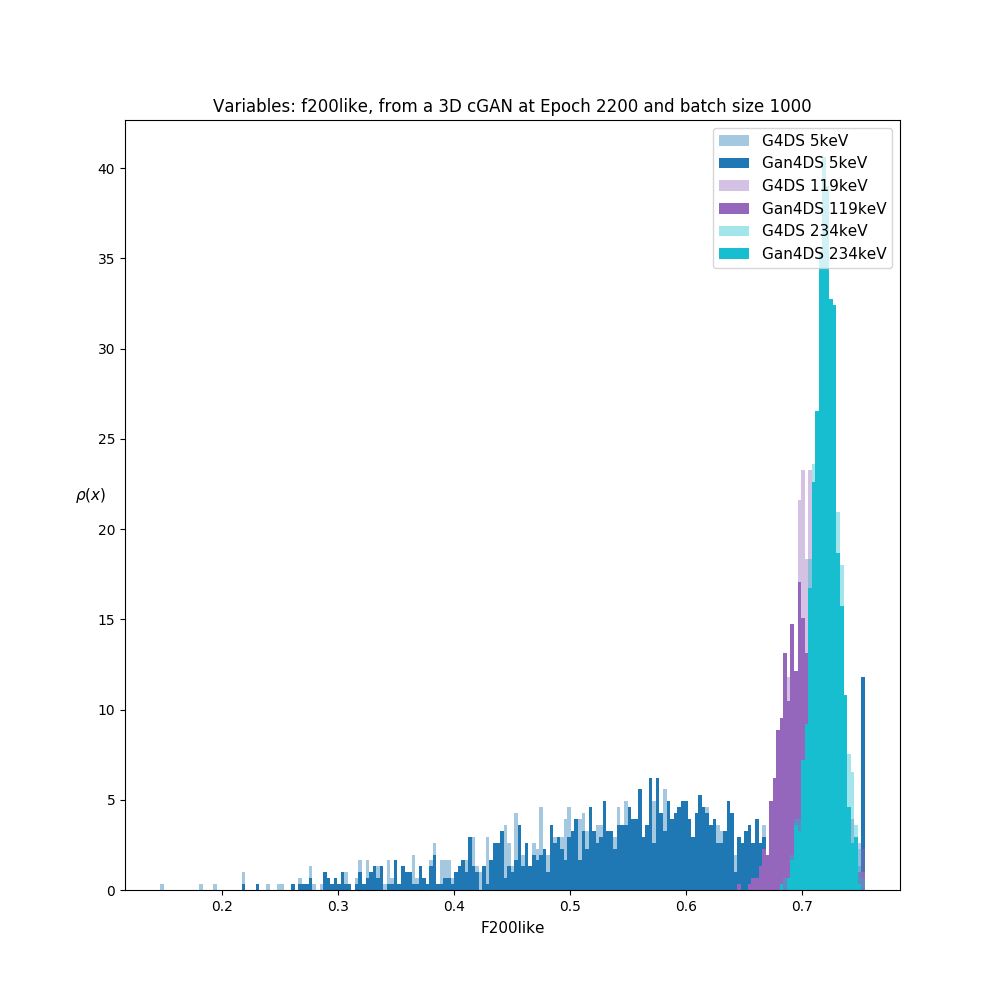 Variables: f200like, from a 3D cGAN at Epoch 2200 and batch size 1000
G4DS 5keV
Gan4DS 5keV
G4DS 119keV
Gan4DS 119keV
G4DS 234keV
Gan4DS 234keV
40
35
30
25
20
15
10
5
0
ρ(x)
0.2 0.3 0.4 0.5 0.6 0.7
F200like